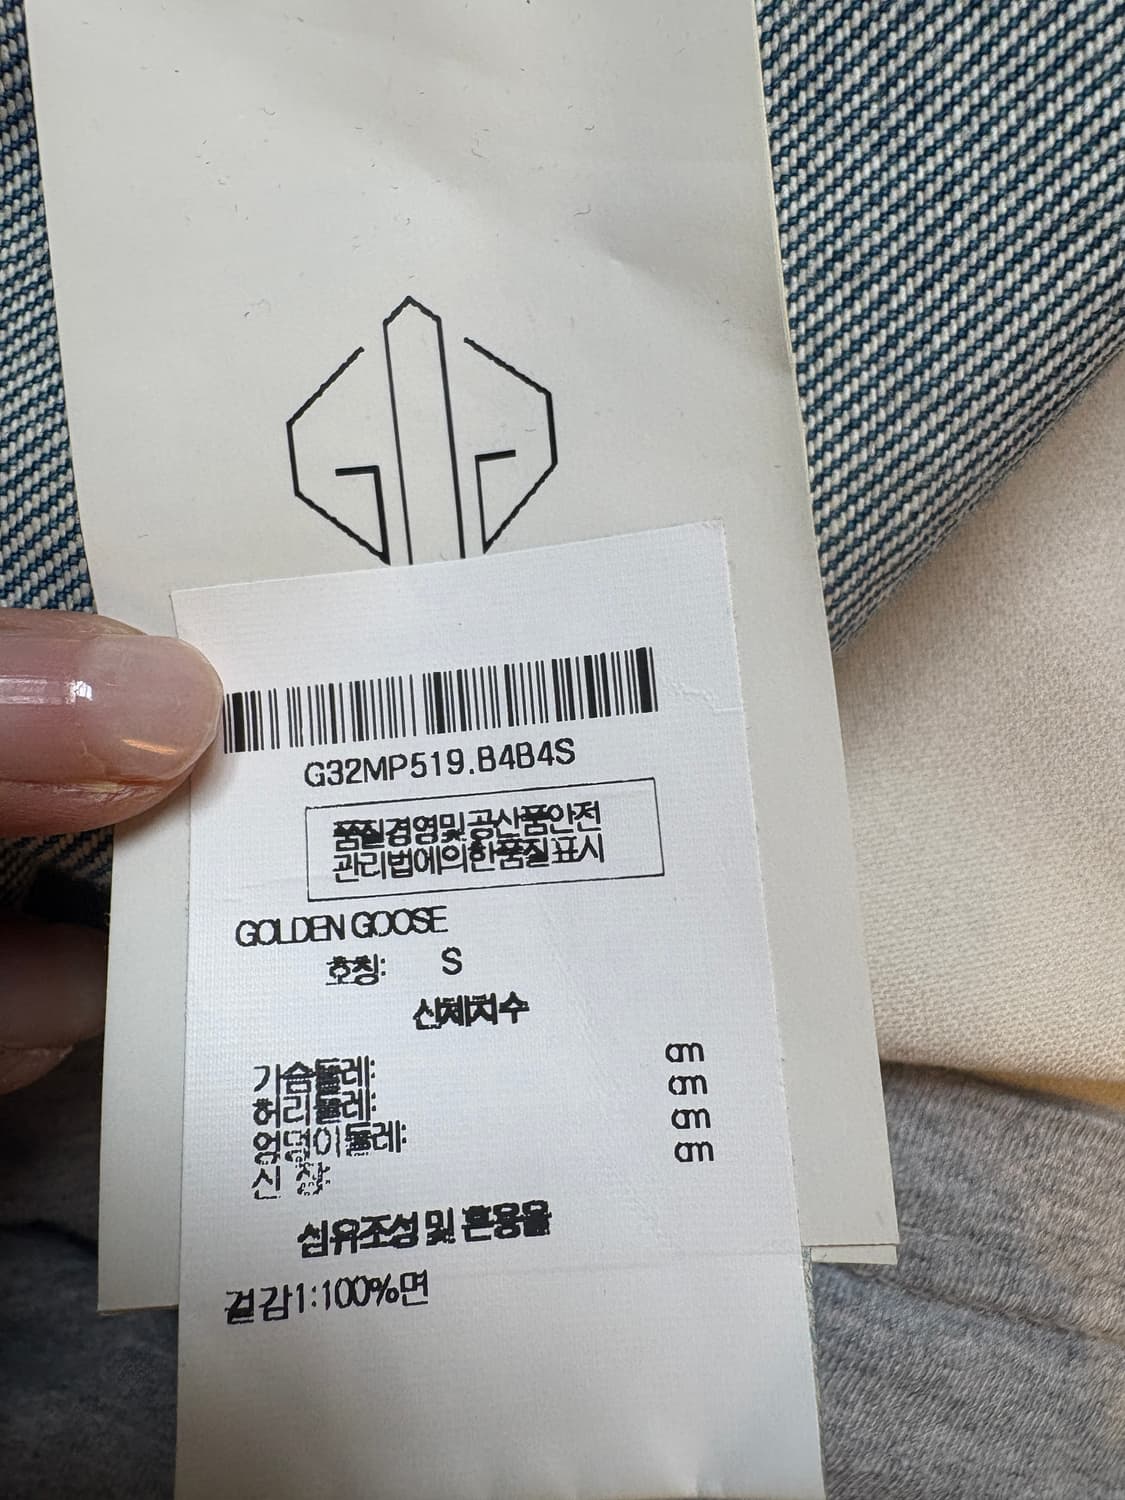 G32MP519.B4B4S
품질경영및공산품안전
관리법에의한품질표시
GOLDEN GOOSE
호칭: S
신체치수
가슴둘레: cm
허리둘레: cm
엉덩이둘레: cm
신 장: cm
섬유조성 및 혼용율
겉감1:100%면